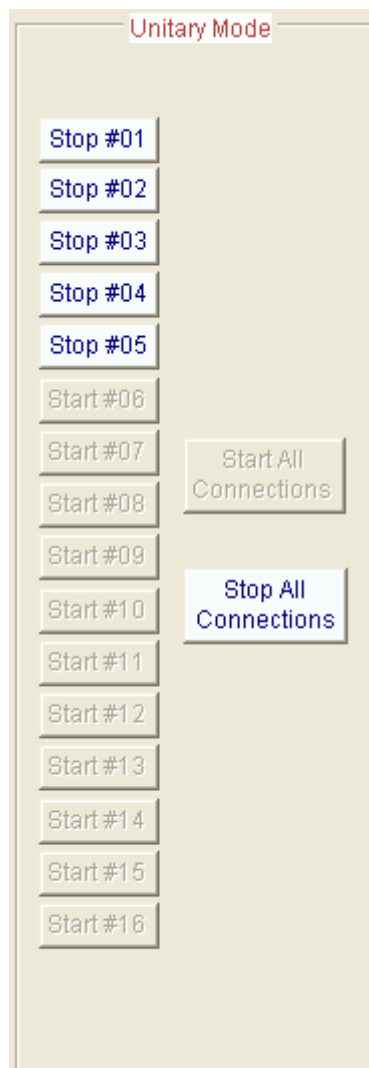 Unitary Mode
Stop #01
Stop #02
Stop #03
Stop #04
Stop #05
Start #06
Start #07
Start #08
Start #09
Start #10
Start #11
Start #12
Start #13
Start #14
Start #15
Start #16
Start All
Connections
Stop All
Connections